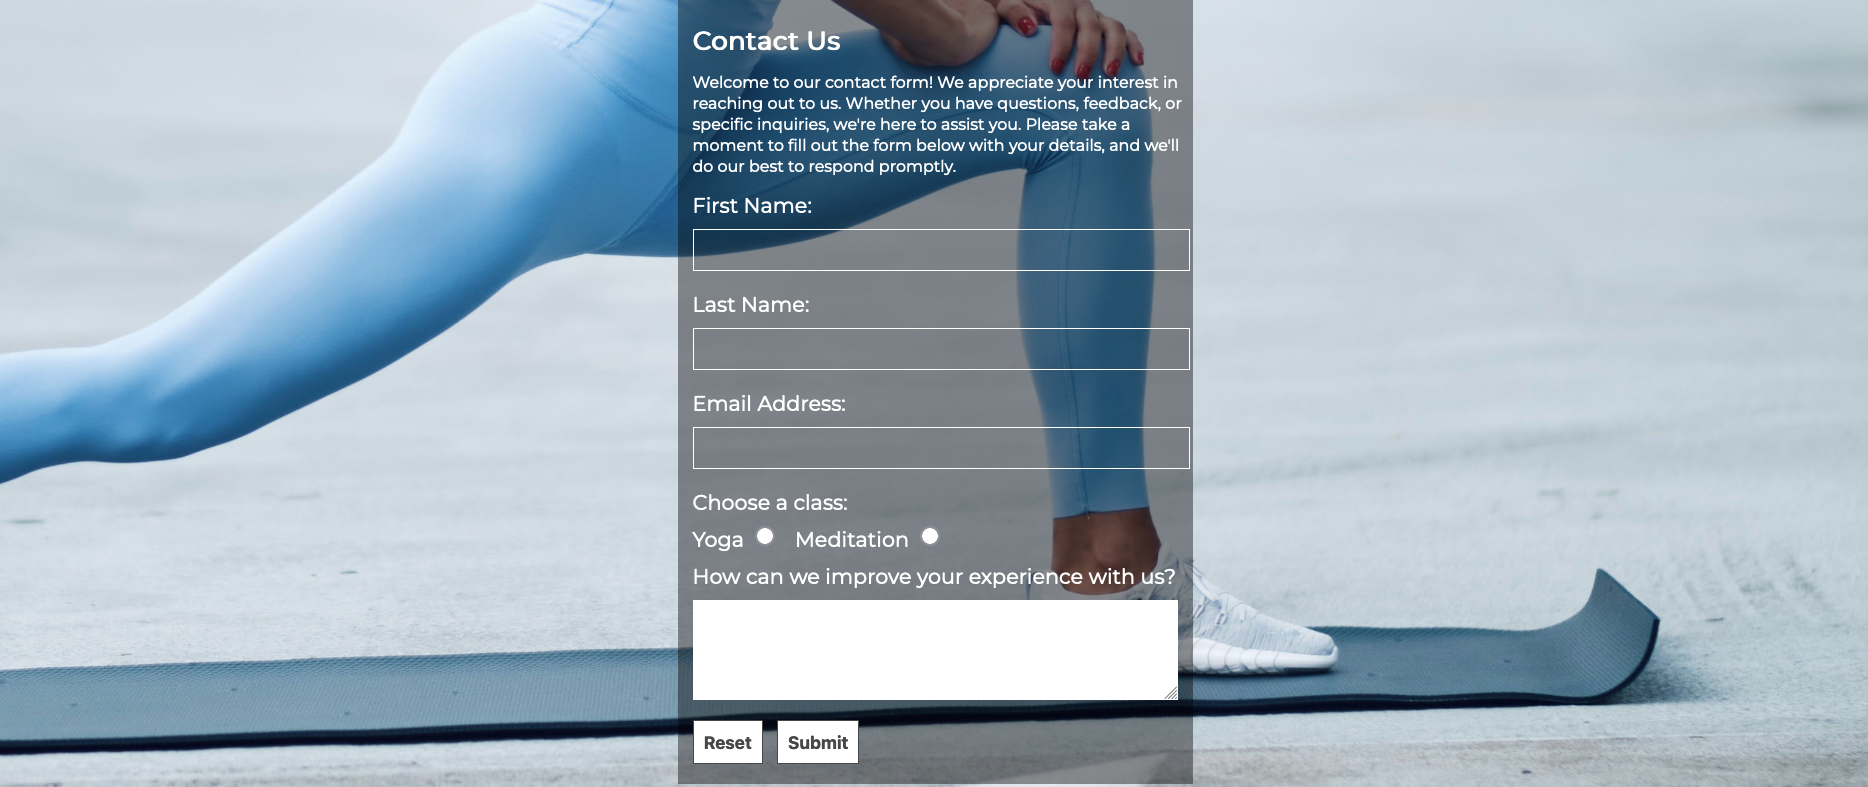 Contact Us
Welcome to our contact form! We appreciate your interest in
reaching out to us. Whether you have questions, feedback, or
specific inquiries, we're here to assist you. Please take a
moment to fill out the form below with your details, and we'll
do our best to respond promptly.
First Name:
Last Name:
Email Address:
Choose a class:
Yoga Meditation
How can we improve your experience with us?
Reset Submit